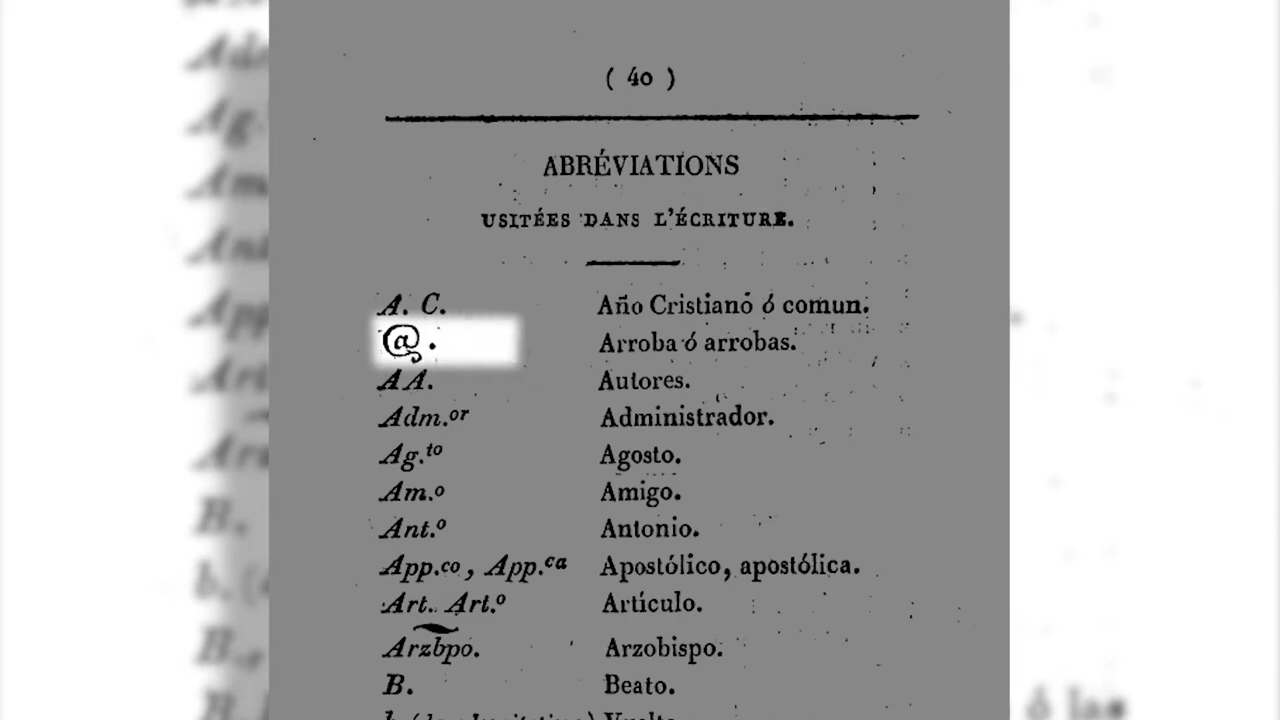 ( 40 )
ABRÉVIATIONS
USITÉES DANS L'ÉCRITURE.
A. C. Año Cristiano ó comun.
@. Arroba ó arrobas.
AA. Autores.
Adm.or Administrador.
Ag.to Agosto.
Am.o Amigo.
Ant.o Antonio.
App.co, App.ca Apostólico, apostólica.
Art. Art.o Artículo.
Arzbpo. Arzobispo.
B. Beato.